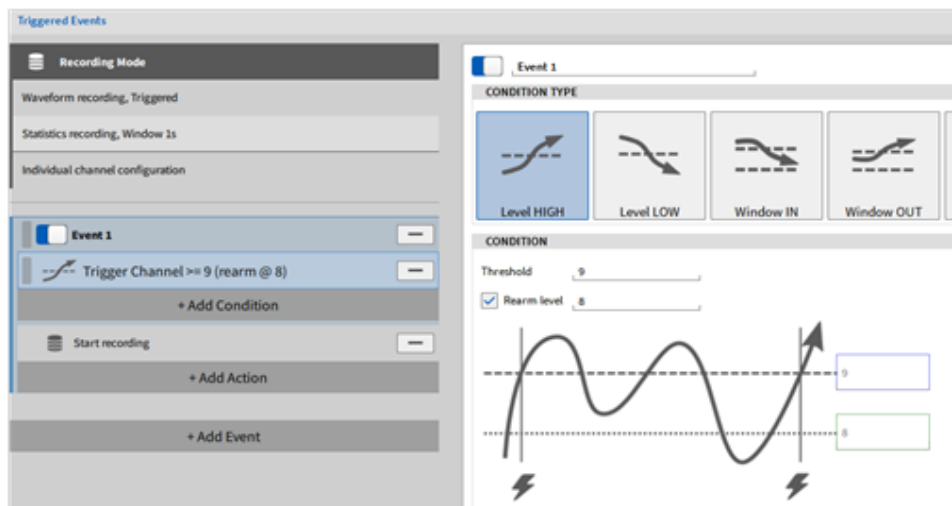 Triggered Events
Recording Mode
Waveform recording, Triggered
Statistics recording, Window 1s
Individual channel configuration
Event 1
Trigger Channel >= 9 (rearm @ 8)
+ Add Condition
Start recording
+ Add Action
+ Add Event
Event 1
CONDITION TYPE
Level HIGH
Level LOW
Window IN
Window OUT
CONDITION
Threshold 9
Rearm level 8
9
8